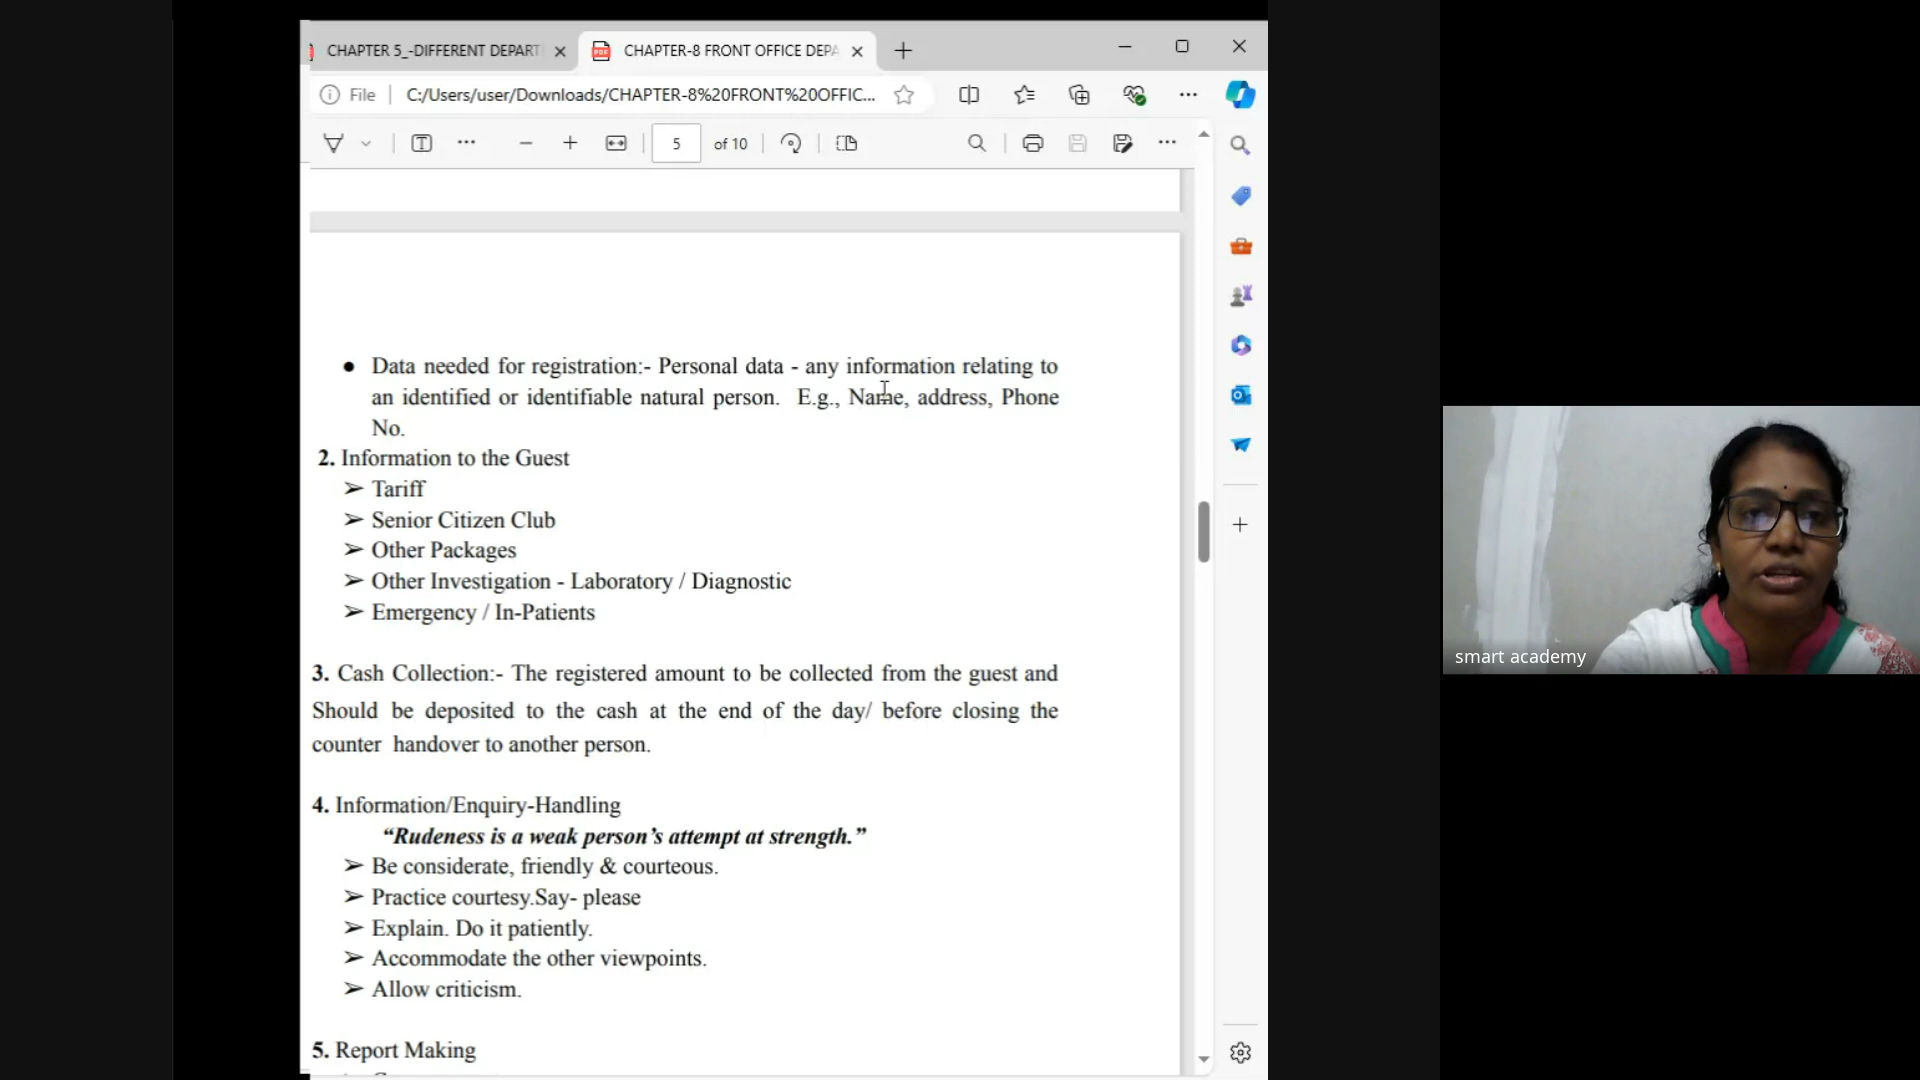 CHAPTER 5_-DIFFERENT DEPART
CHAPTER-8 FRONT OFFICE DEPA
File
C:/Users/user/Downloads/CHAPTER-8%20FRONT%20OFFIC...
5 of 10
● Data needed for registration:- Personal data - any information relating to
an identified or identifiable natural person. E.g., Name, address, Phone
No.
2. Information to the Guest
➢ Tariff
➢ Senior Citizen Club
➢ Other Packages
➢ Other Investigation - Laboratory / Diagnostic
➢ Emergency / In-Patients
3. Cash Collection:- The registered amount to be collected from the guest and
Should be deposited to the cash at the end of the day/ before closing the
counter handover to another person.
4. Information/Enquiry-Handling
“Rudeness is a weak person’s attempt at strength.”
➢ Be considerate, friendly & courteous.
➢ Practice courtesy.Say- please
➢ Explain. Do it patiently.
➢ Accommodate the other viewpoints.
➢ Allow criticism.
5. Report Making
smart academy